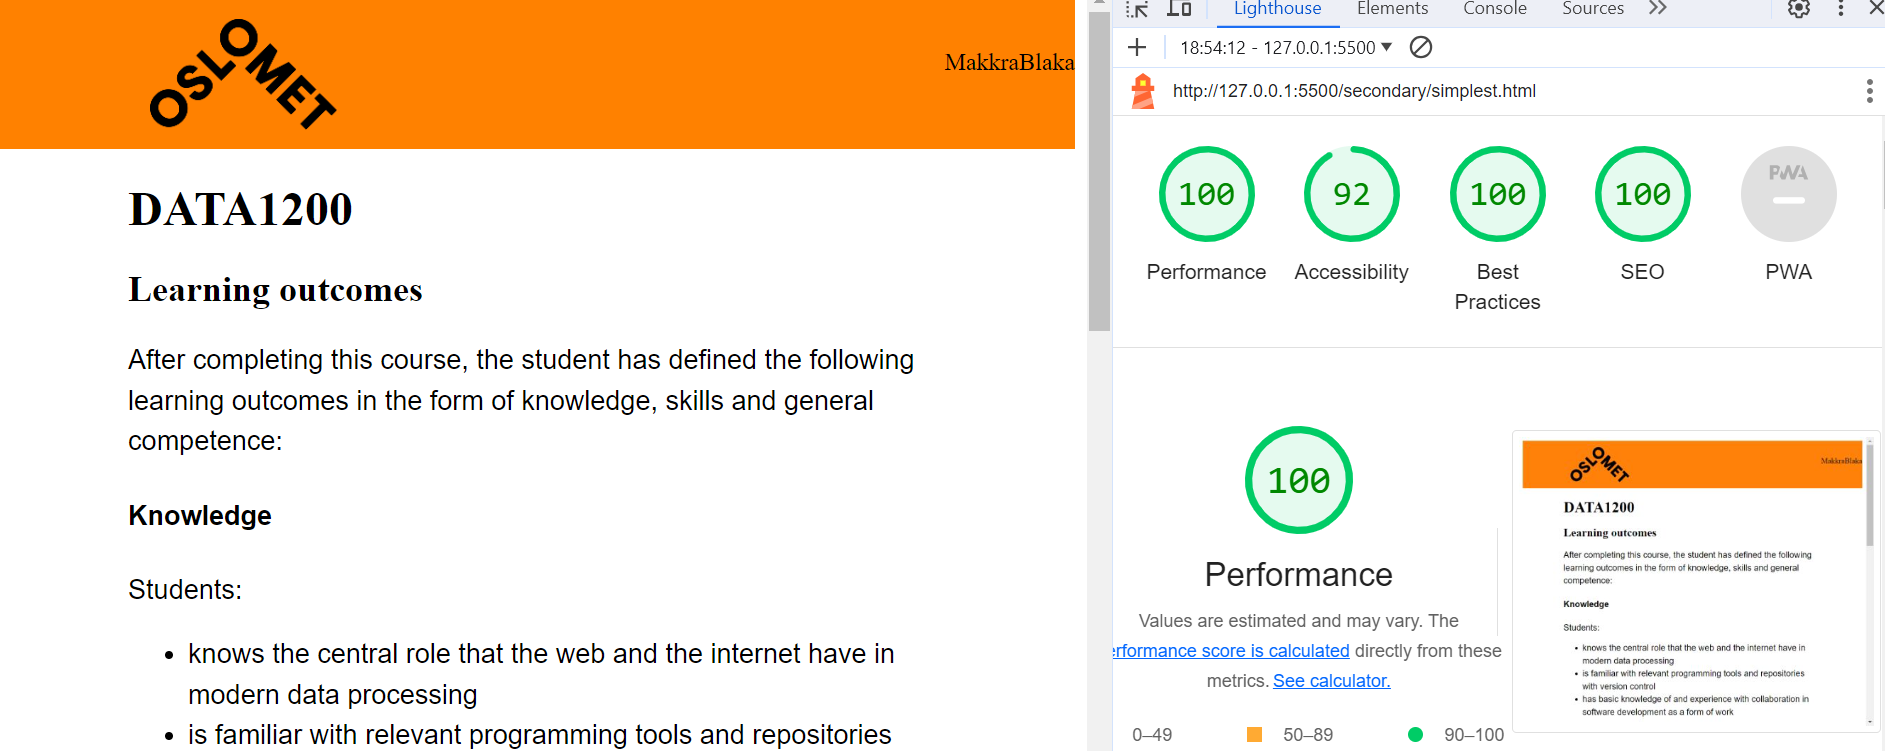 OSLOMET
MakkraBlaka
DATA1200
Learning outcomes
After completing this course, the student has defined the following
learning outcomes in the form of knowledge, skills and general
competence:
Knowledge
Students:
• knows the central role that the web and the internet have in
modern data processing
• is familiar with relevant programming tools and repositories
Lighthouse Elements Console Sources
18:54:12 - 127.0.0.1:5500
http://127.0.0.1:5500/secondary/simplest.html
100 92 100 100 PWA
Performance Accessibility Best Practices SEO PWA
100
Performance
Values are estimated and may vary. The
erformance score is calculated directly from these
metrics. See calculator.
0–49 50–89 90–100
OSLOMET
MakkraBlaka
DATA1200
Learning outcomes
After completing this course, the student has defined the following
learning outcomes in the form of knowledge, skills and general
competence:
Knowledge
Students:
• knows the central role that the web and the internet have in
modern data processing
• is familiar with relevant programming tools and repositories
with version control
• has basic knowledge of and experience with collaboration in
software development as a form of work